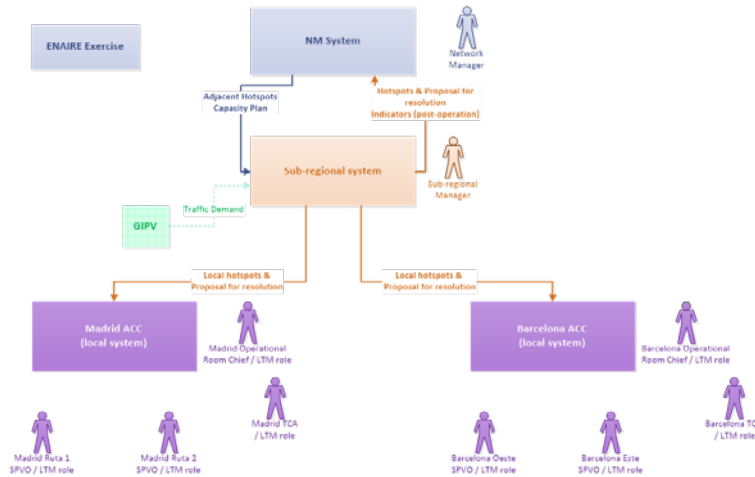 ENAIRE Exercise
NM System
Network
Manager
Adjacent Hotspots
Capacity Plan
Hotspots & Proposal for
resolution
Indicators (post-operation)
Sub-regional system
Sub-regional
Manager
GIPV
Traffic Demand
Local hotspots &
Proposal for resolution
Local hotspots &
Proposal for resolution
Madrid ACC
(local system)
Madrid Operational
Room Chief / LTM role
Barcelona ACC
(local system)
Barcelona Operational
Room Chief / LTM role
Madrid TCA
/ LTM role
Barcelona TC
/ LTM role
Madrid Ruta 1
SPVO / LTM role
Madrid Ruta 2
SPVO / LTM role
Barcelona Oeste
SPVO / LTM role
Barcelona Este
SPVO / LTM role